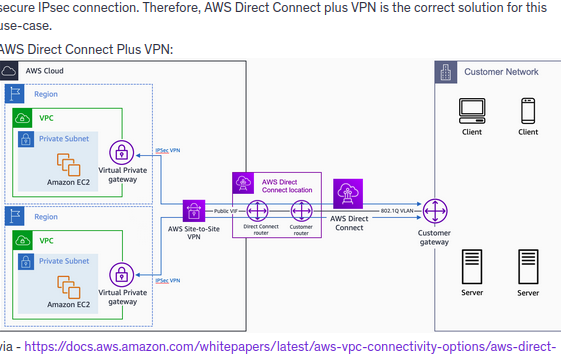 secure IPsec connection. Therefore, AWS Direct Connect plus VPN is the correct solution for this
use-case.
AWS Direct Connect Plus VPN:
AWS Cloud
Customer Network
Region
VPC
Private Subnet
Amazon EC2
Virtual Private
gateway
IPSec VPN
AWS Direct
Connect location
Client
Client
AWS Site-to-Site
VPN
Public VIF
Direct Connect
router
Customer
router
AWS Direct
Connect
802.1Q VLAN
Customer
gateway
Region
VPC
Private Subnet
Amazon EC2
Virtual Private
gateway
IPSec VPN
Server
Server
via - https://docs.aws.amazon.com/whitepapers/latest/aws-vpc-connectivity-options/aws-direct-